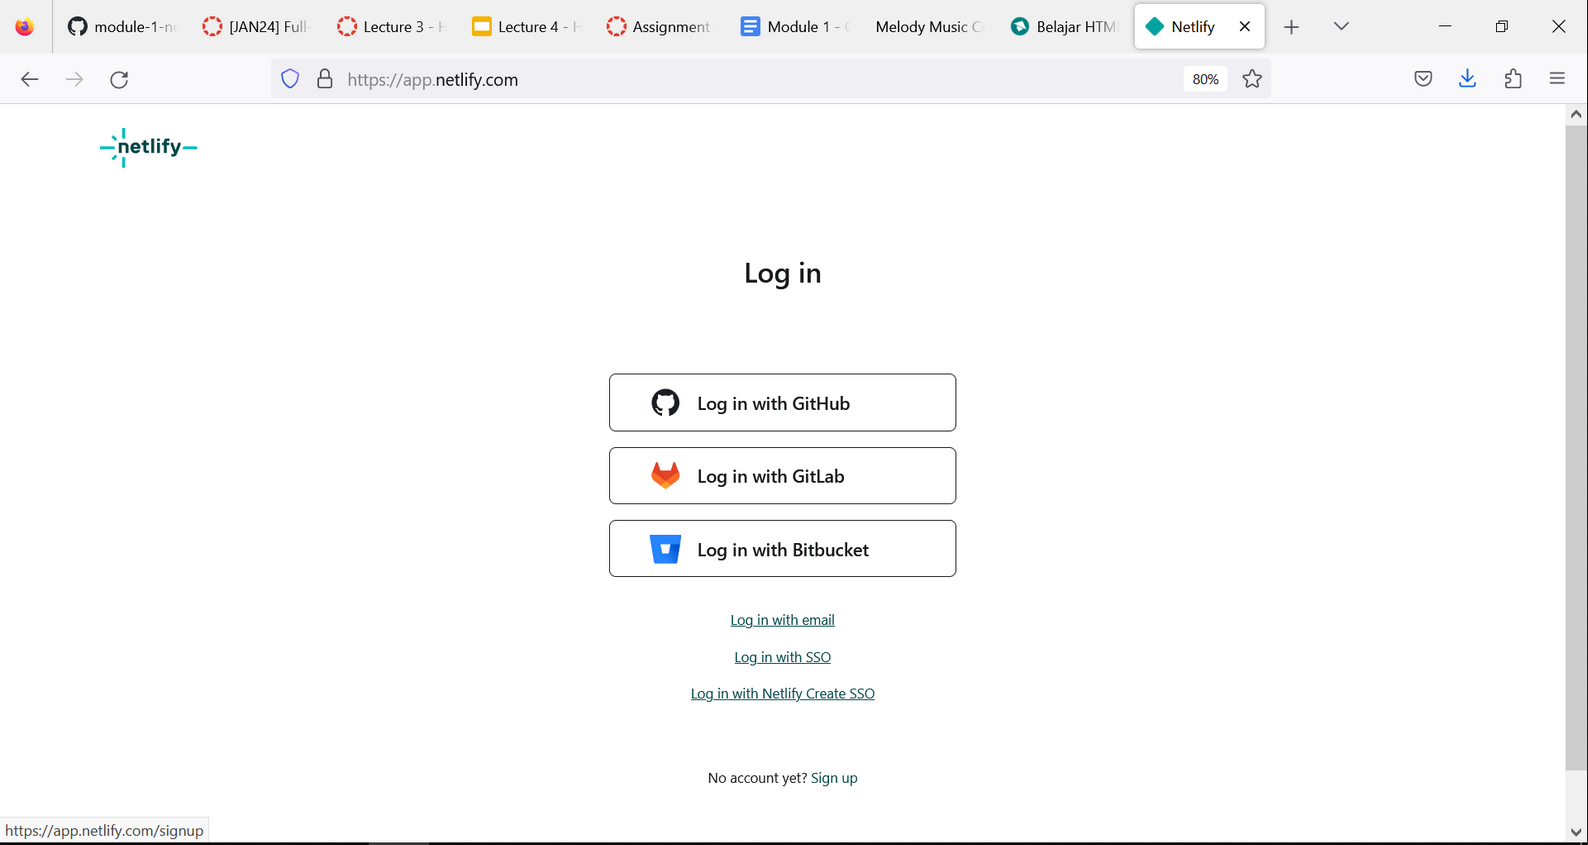 module-1-ne
[JAN24] Full-
Lecture 3 - H
Lecture 4 - H
Assignment
Module 1 - C
Melody Music Co
Belajar HTML
Netlify
https://app.netlify.com
80%
netlify
Log in
Log in with GitHub
Log in with GitLab
Log in with Bitbucket
Log in with email
Log in with SSO
Log in with Netlify Create SSO
No account yet? Sign up
https://app.netlify.com/signup